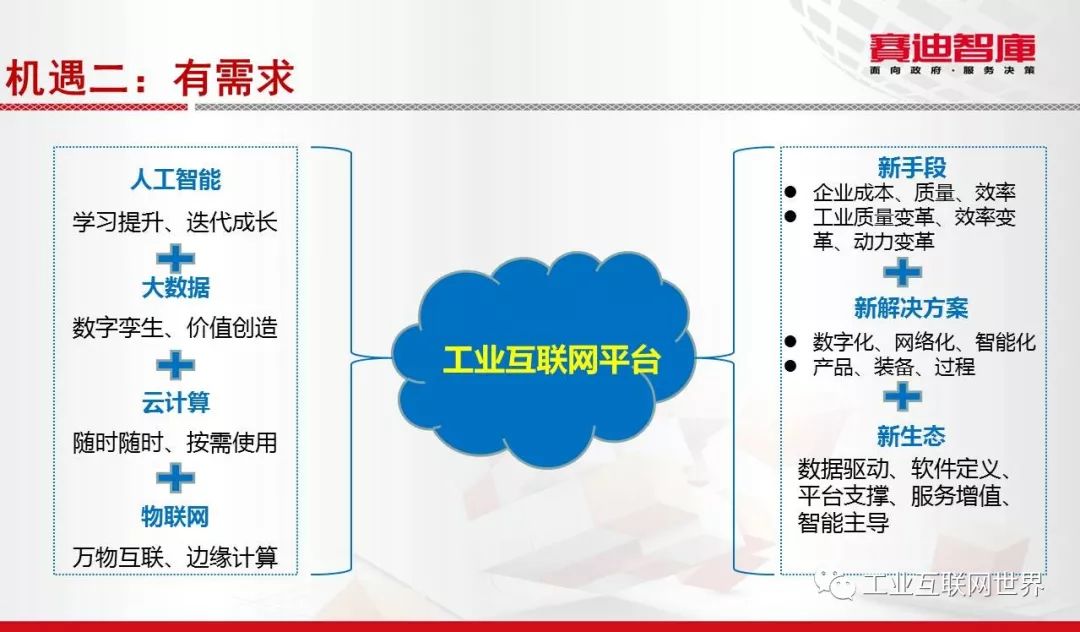 赛迪智庫
面向政府·服务决策
机遇二：有需求
人工智能
学习提升、迭代成长
大数据
数字孪生、价值创造
云计算
随时随时、按需使用
物联网
万物互联、边缘计算
工业互联网平台
新手段
● 企业成本、质量、效率
● 工业质量变革、效率变
革、动力变革
新解决方案
● 数字化、网络化、智能化
● 产品、装备、过程
新生态
数据驱动、软件定义、
平台支撑、服务增值、
智能主导
工业互联网世界